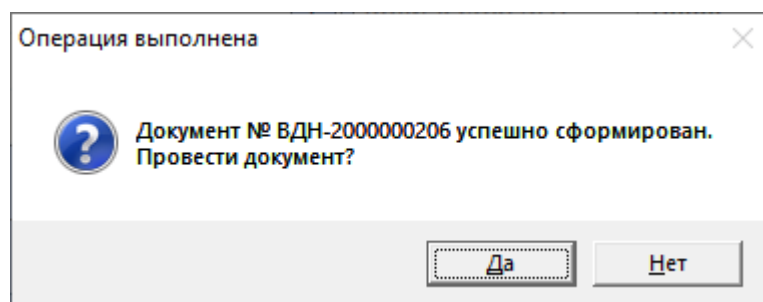 Операция выполнена
Документ № ВДН-2000000206 успешно сформирован.
Провести документ?
Да
Нет